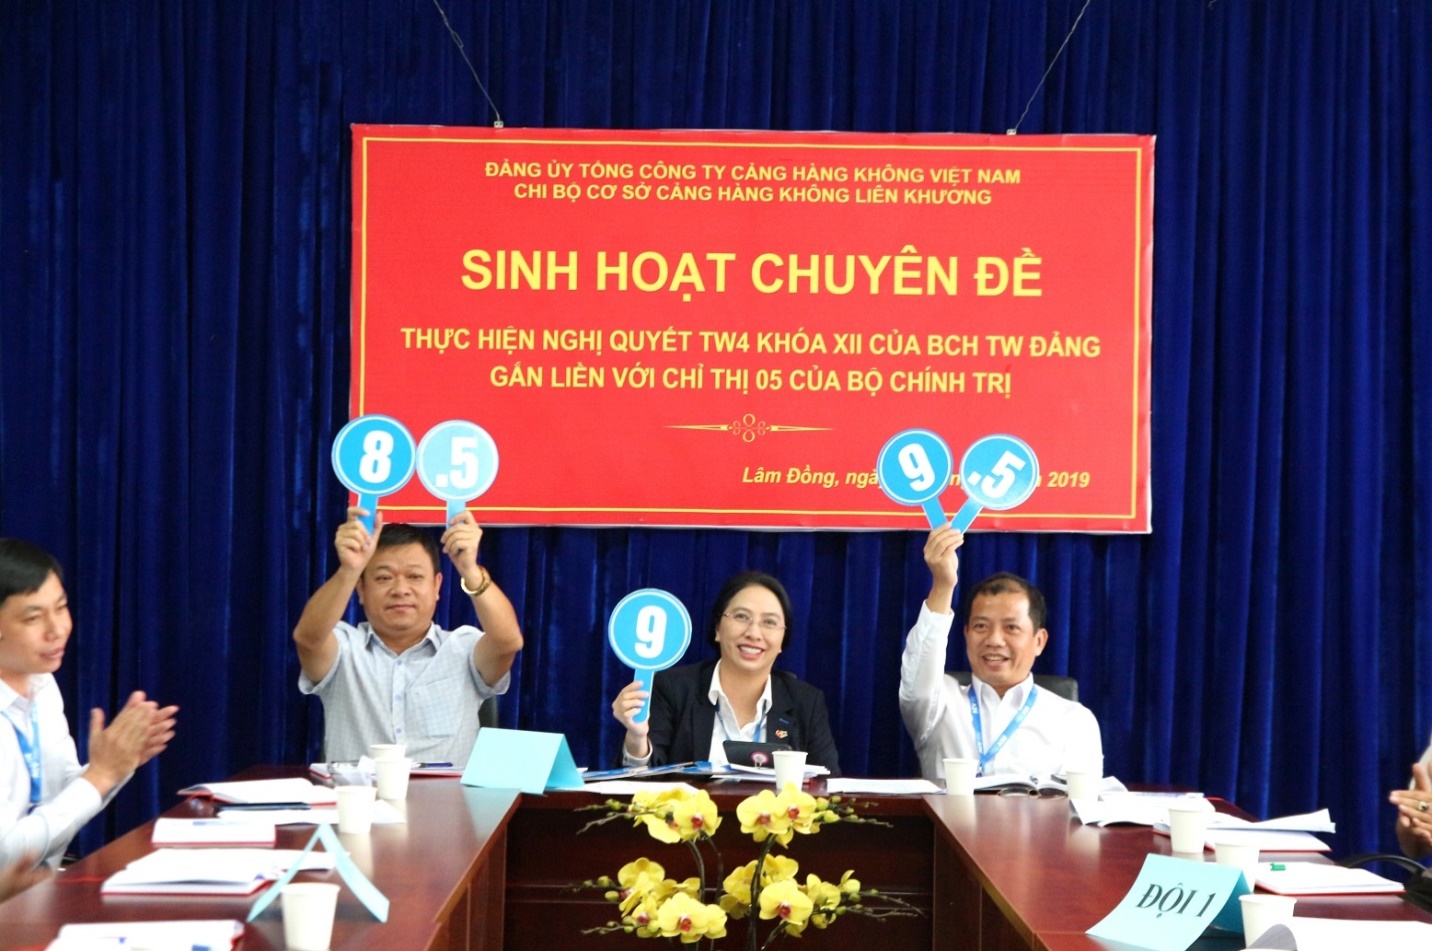 ĐẢNG ỦY TỔNG CÔNG TY CẢNG HÀNG KHÔNG VIỆT NAM
CHI BỘ CƠ SỞ CẢNG HÀNG KHÔNG LIÊN KHƯƠNG
SINH HOẠT CHUYÊN ĐỀ
THỰC HIỆN NGHỊ QUYẾT TW4 KHÓA XII CỦA BCH TW ĐẢNG
GẮN LIỀN VỚI CHỈ THỊ 05 CỦA BỘ CHÍNH TRỊ
Lâm Đồng, 2019
8 .5
9 .5
9
ĐỘI 1